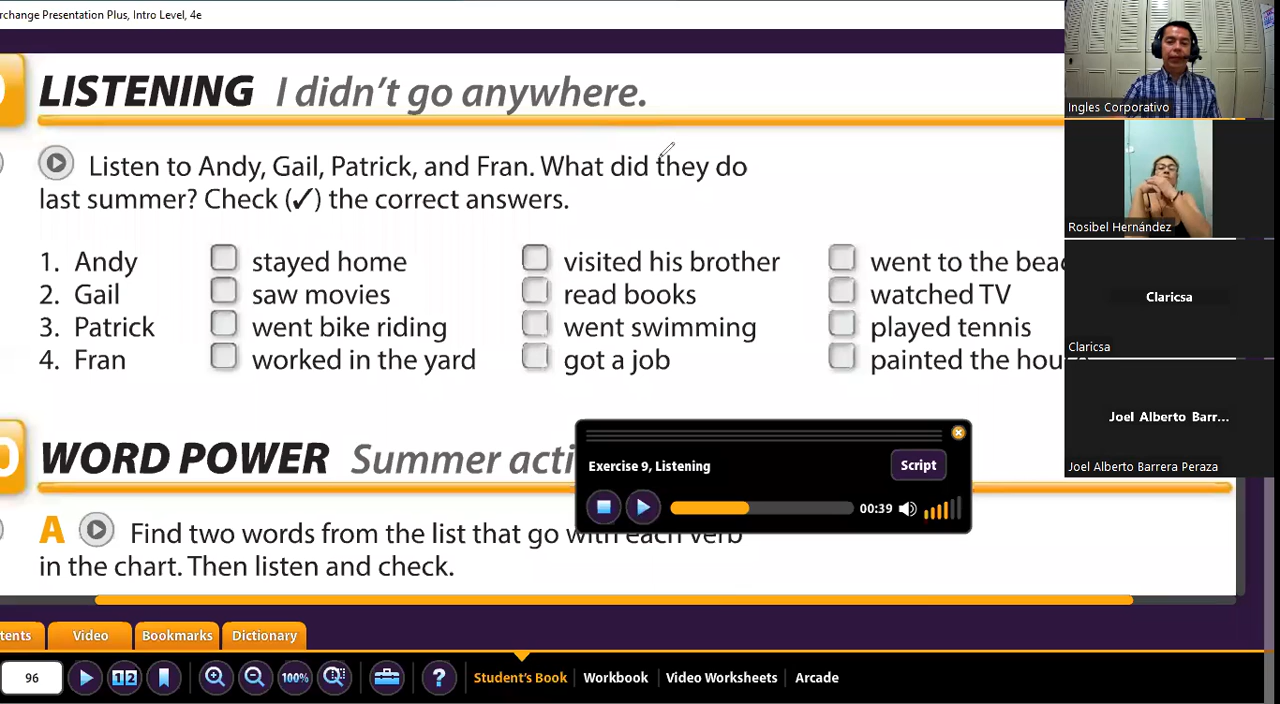 rchange Presentation Plus, Intro Level, 4e
LISTENING I didn't go anywhere.
Listen to Andy, Gail, Patrick, and Fran. What did they do
last summer? Check (✓) the correct answers.
1. Andy stayed home visited his brother went to the beac
2. Gail saw movies read books watched TV
3. Patrick went bike riding went swimming played tennis
4. Fran worked in the yard got a job painted the hou
WORD POWER Summer acti
A Find two words from the list that go with each verb
in the chart. Then listen and check.
Exercise 9, Listening
Script
00:39
Ingles Corporativo
Rosibel Hernández
Claricsa
Claricsa
Joel Alberto Barr...
Joel Alberto Barrera Peraza
tents Video Bookmarks Dictionary
96 12 100% ? Student's Book Workbook Video Worksheets Arcade